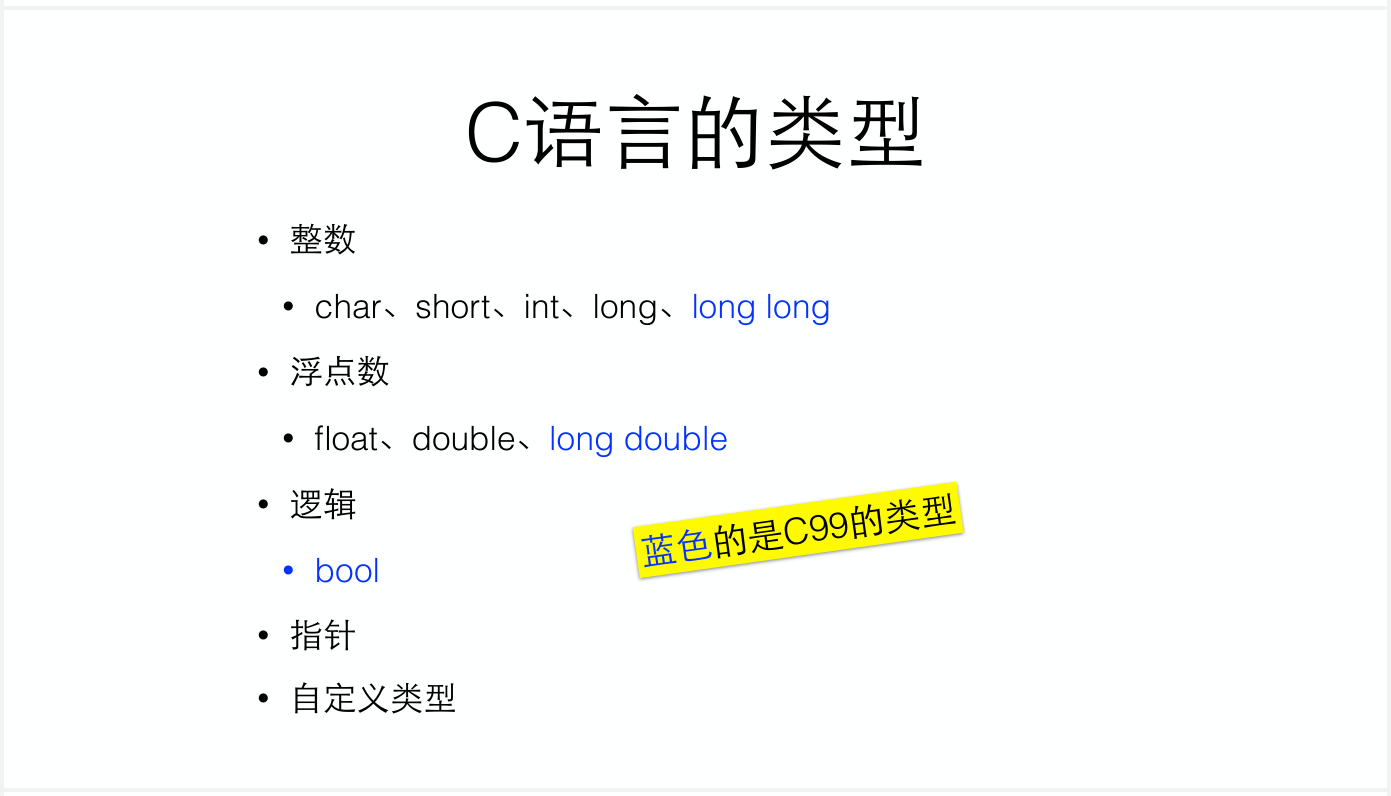 C语言的类型
• 整数
• char、short、int、long、long long
• 浮点数
• float、double、long double
• 逻辑
蓝色的是C99的类型
• bool
• 指针
• 自定义类型